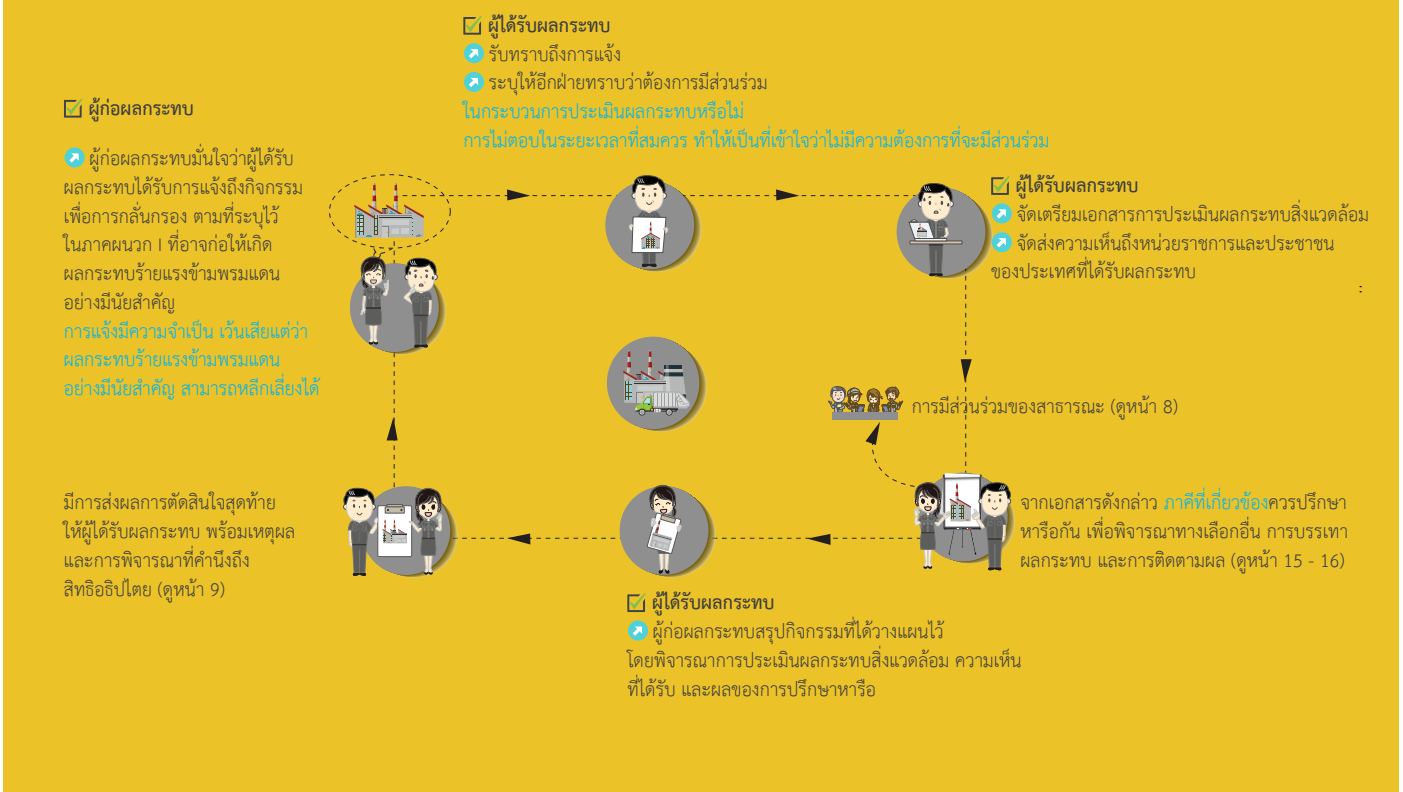 ผู้ก่อผลกระทบ
ผู้ก่อผลกระทบมั่นใจว่าผู้ได้รับ
ผลกระทบได้รับการแจ้งถึงกิจกรรม
เพื่อการกลั่นกรอง ตามที่ระบุไว้
ในภาคผนวก I ที่อาจก่อให้เกิด
ผลกระทบร้ายแรงข้ามพรมแดน
อย่างมีนัยสำคัญ
การแจ้งมีความจำเป็น เว้นเสียแต่ว่า
ผลกระทบร้ายแรงข้ามพรมแดน
อย่างมีนัยสำคัญ สามารถหลีกเลี่ยงได้
ผู้ได้รับผลกระทบ
รับทราบถึงการแจ้ง
ระบุให้อีกฝ่ายทราบว่าต้องการมีส่วนร่วม
ในกระบวนการประเมินผลกระทบหรือไม่
การไม่ตอบในระยะเวลาที่สมควร ทำให้เป็นที่เข้าใจว่าไม่มีความต้องการที่จะมีส่วนร่วม
ผู้ได้รับผลกระทบ
จัดเตรียมเอกสารการประเมินผลกระทบสิ่งแวดล้อม
จัดส่งความเห็นถึงหน่วยราชการและประชาชน
ของประเทศที่ได้รับผลกระทบ
:
การมีส่วนร่วมของสาธารณะ (ดูหน้า 8)
จากเอกสารดังกล่าว ภาคีที่เกี่ยวข้องควรปรึกษา
หารือกัน เพื่อพิจารณาทางเลือกอื่น การบรรเทา
ผลกระทบ และการติดตามผล (ดูหน้า 15 - 16)
ผู้ได้รับผลกระทบ
ผู้ก่อผลกระทบสรุปกิจกรรมที่ได้วางแผนไว้
โดยพิจารณาการประเมินผลกระทบสิ่งแวดล้อม ความเห็น
ที่ได้รับ และผลของการปรึกษาหารือ
มีการส่งผลการตัดสินใจสุดท้าย
ให้ผู้ได้รับผลกระทบ พร้อมเหตุผล
และการพิจารณาที่คำนึงถึง
สิทธิอธิปไตย (ดูหน้า 9)